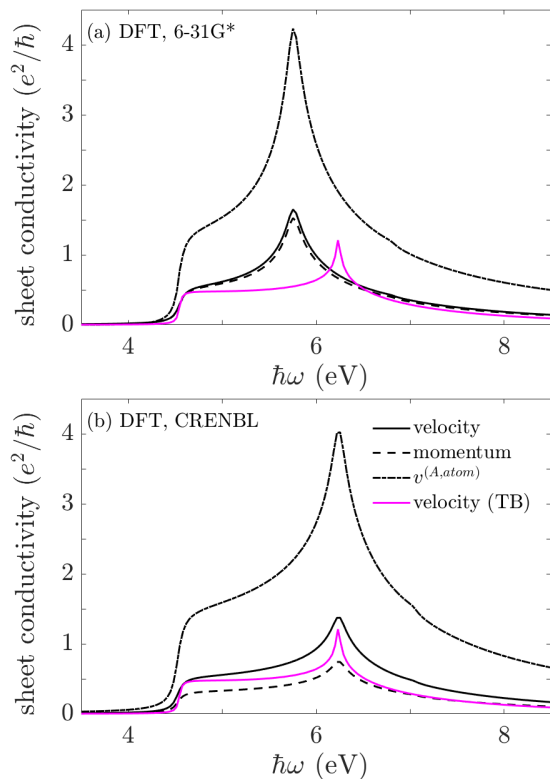 (a) DFT, 6-31G*
sheet conductivity (e²/ħ)
4
3
2
1
0
4
6
8
ħω (eV)
(b) DFT, CRENBL
velocity
momentum
v^(A,atom)
velocity (TB)
sheet conductivity (e²/ħ)
4
3
2
1
0
4
6
8
ħω (eV)